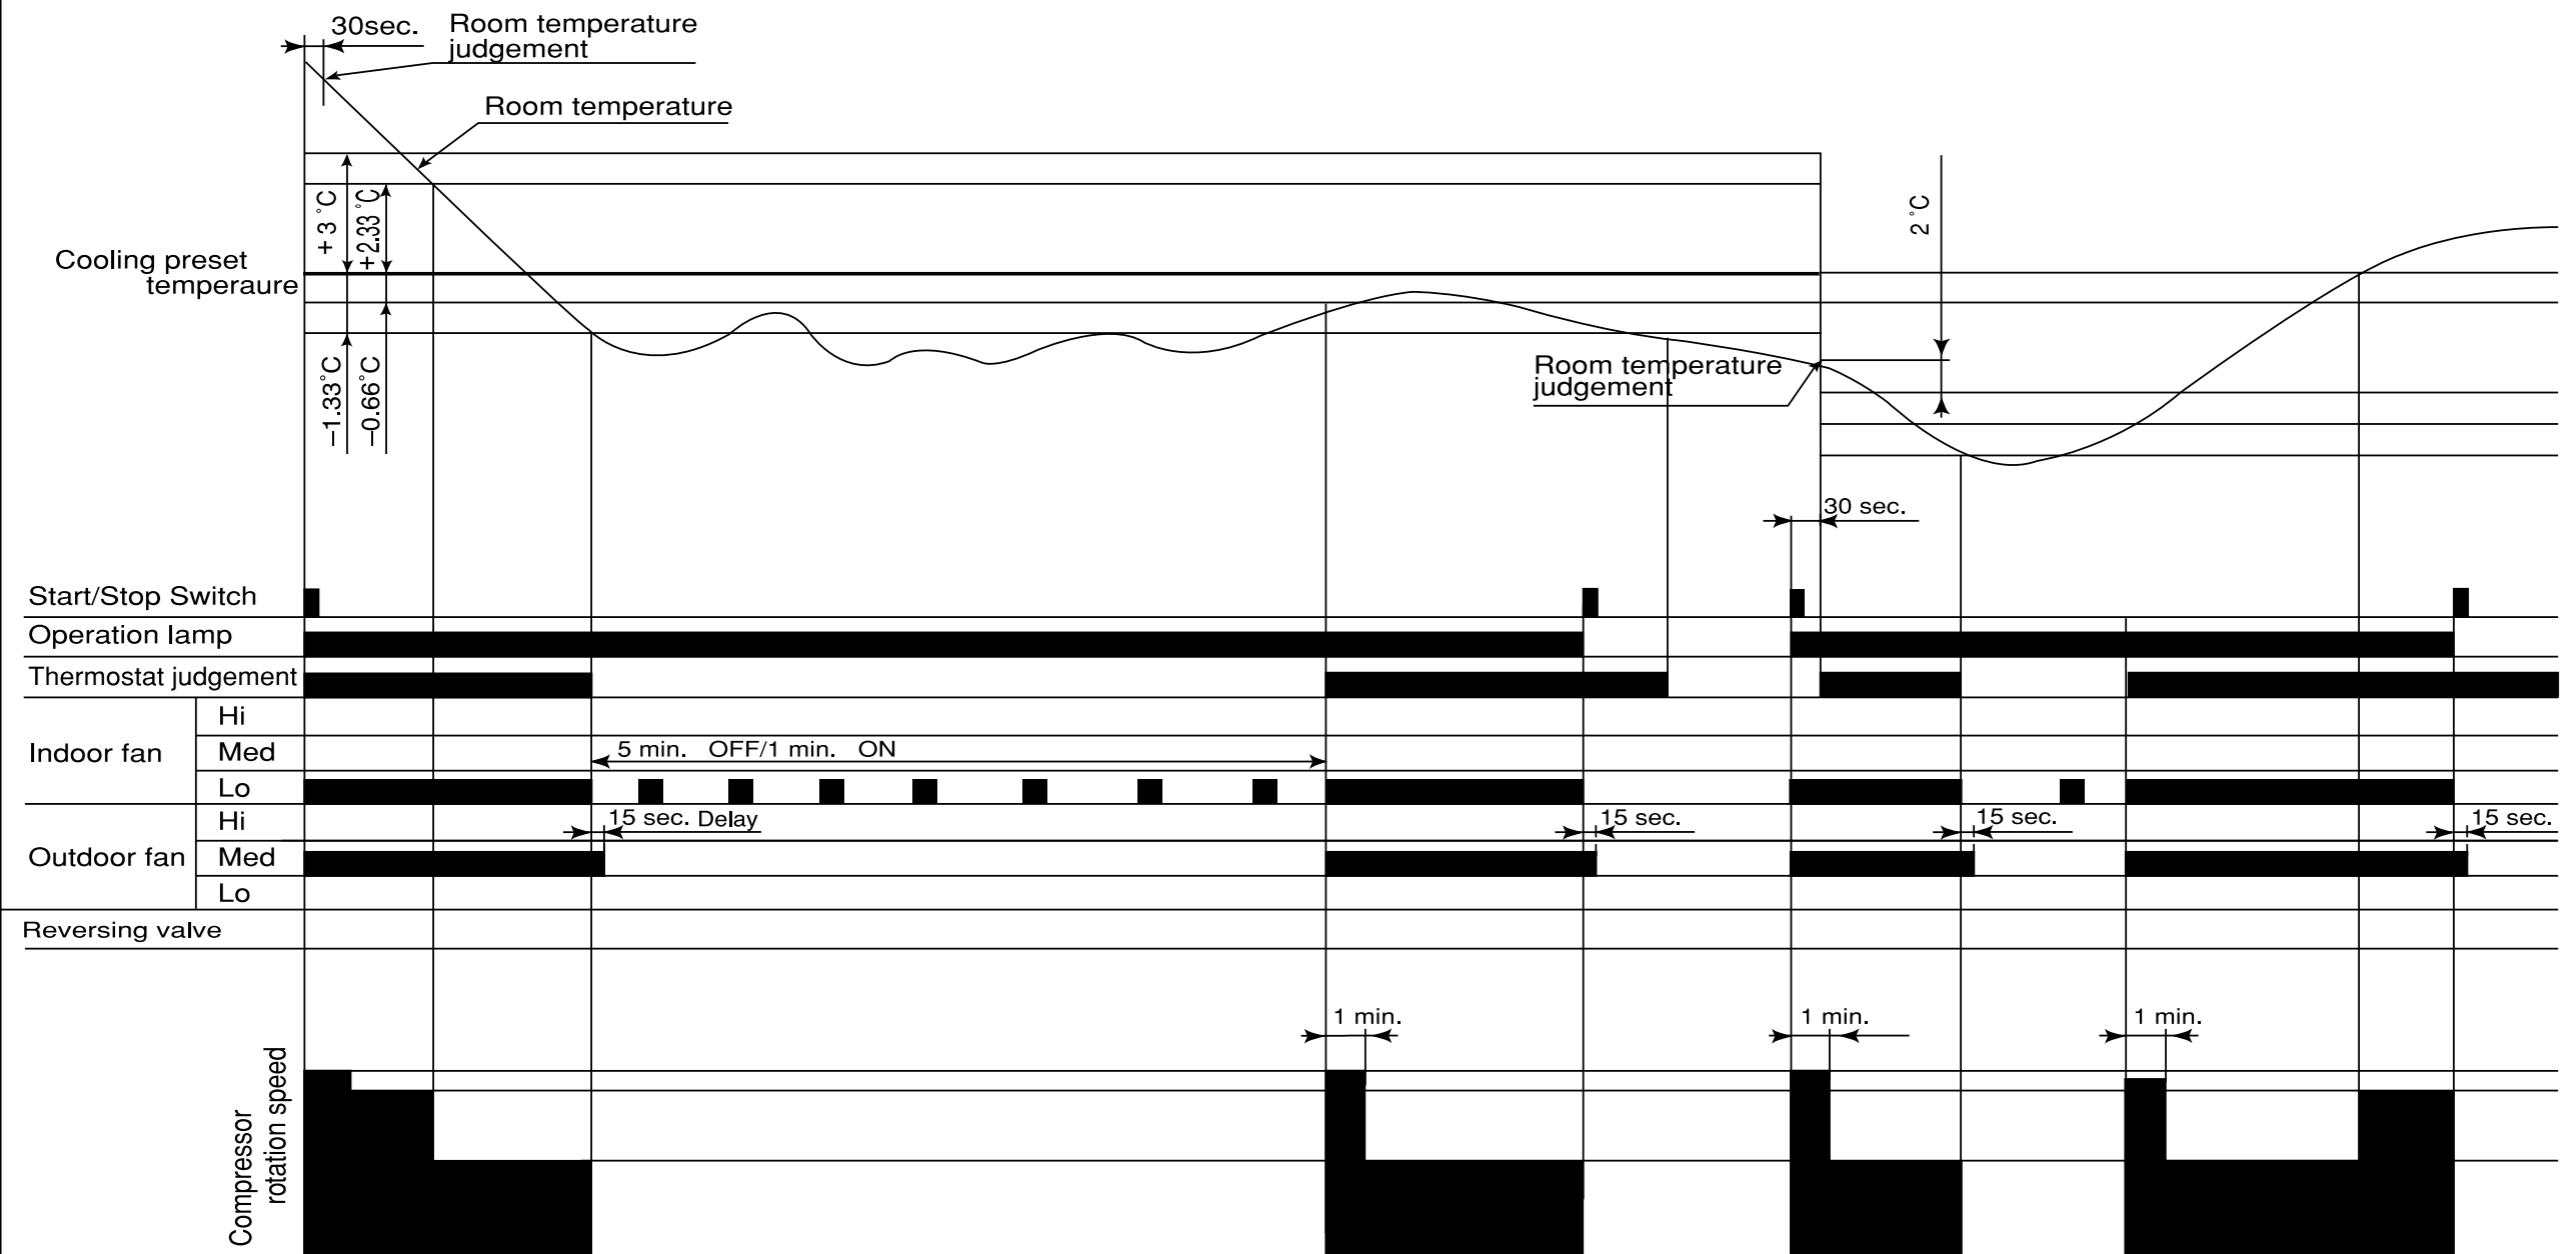 30sec.
Room temperature
judgement
Room temperature
+ 3 ˚C
+2.33 ˚C
2 ˚C
Cooling preset
temperaure
–1.33˚C
–0.66˚C
Room temperature
judgement
30 sec.
Start/Stop Switch
Operation lamp
Thermostat judgement
Indoor fan
Hi
Med
5 min. OFF/1 min. ON
Lo
Outdoor fan
Hi
15 sec. Delay
15 sec.
15 sec.
15 sec.
Med
Lo
Reversing valve
1 min.
1 min.
1 min.
Compressor
rotation speed